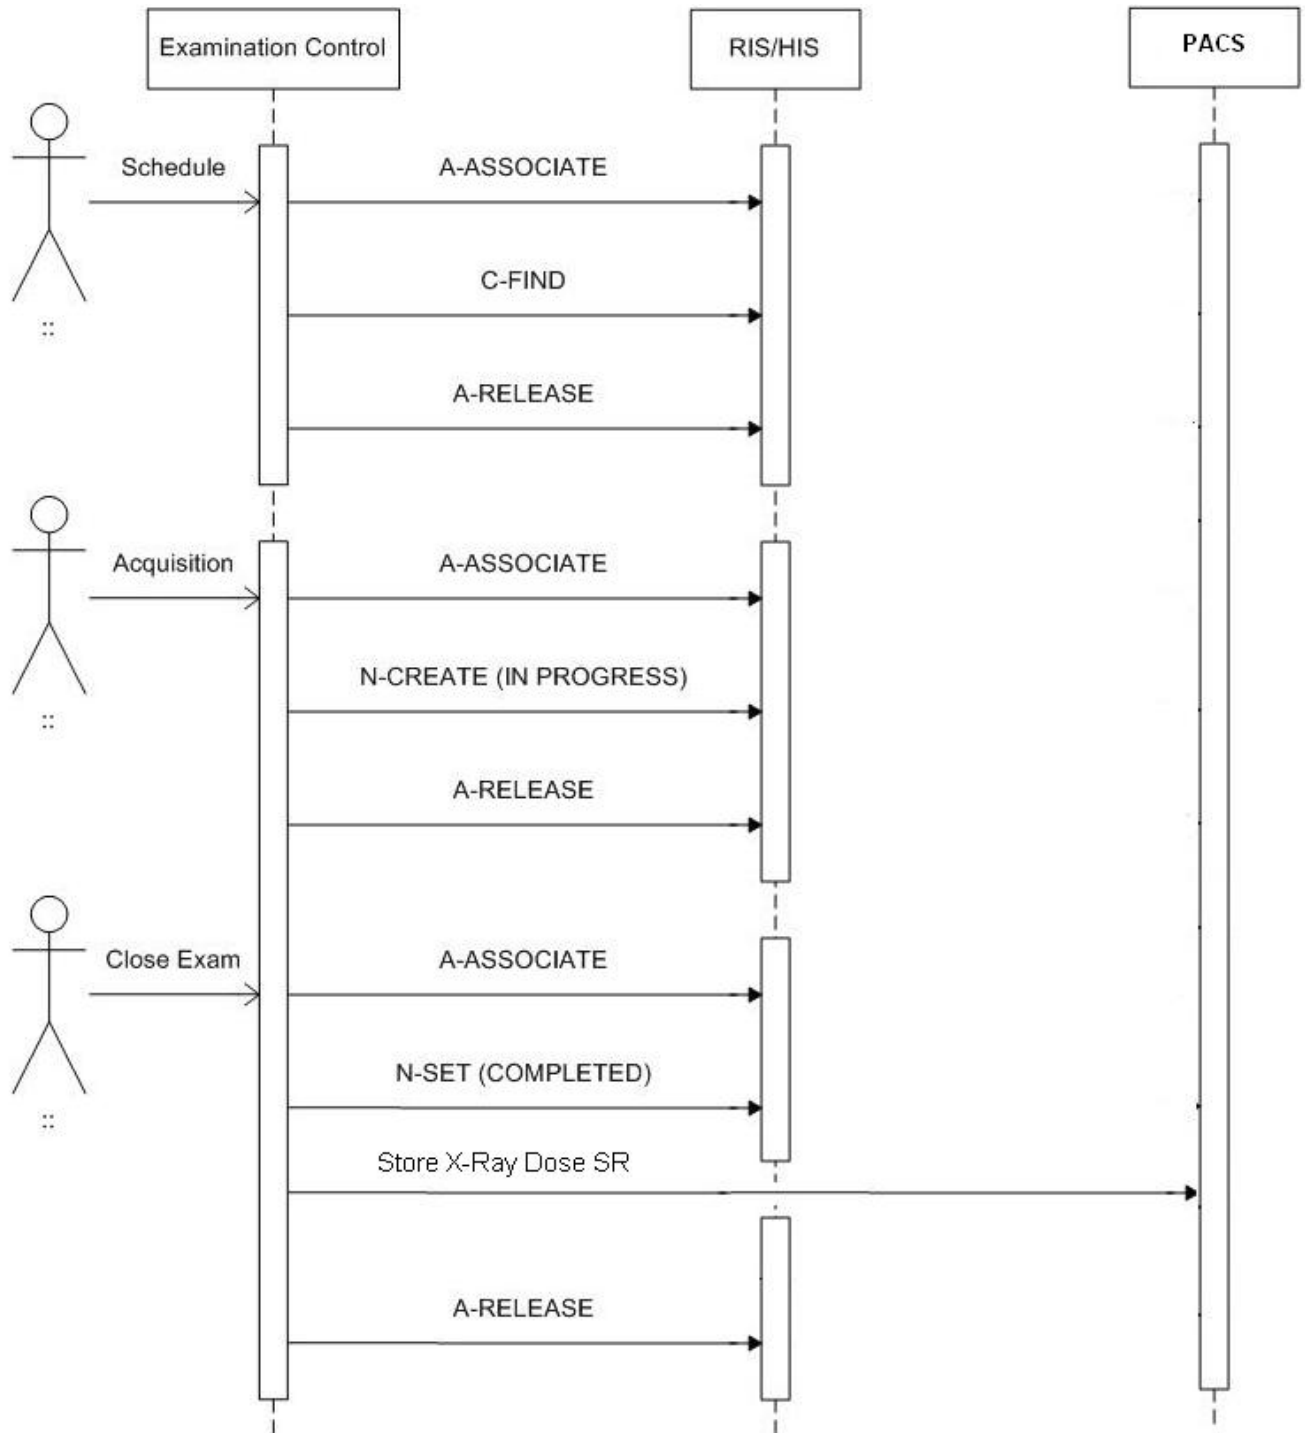 Examination Control
RIS/HIS
PACS
Schedule
A-ASSOCIATE
C-FIND
::
A-RELEASE
Acquisition
A-ASSOCIATE
N-CREATE (IN PROGRESS)
::
A-RELEASE
Close Exam
A-ASSOCIATE
N-SET (COMPLETED)
::
Store X-Ray Dose SR
A-RELEASE